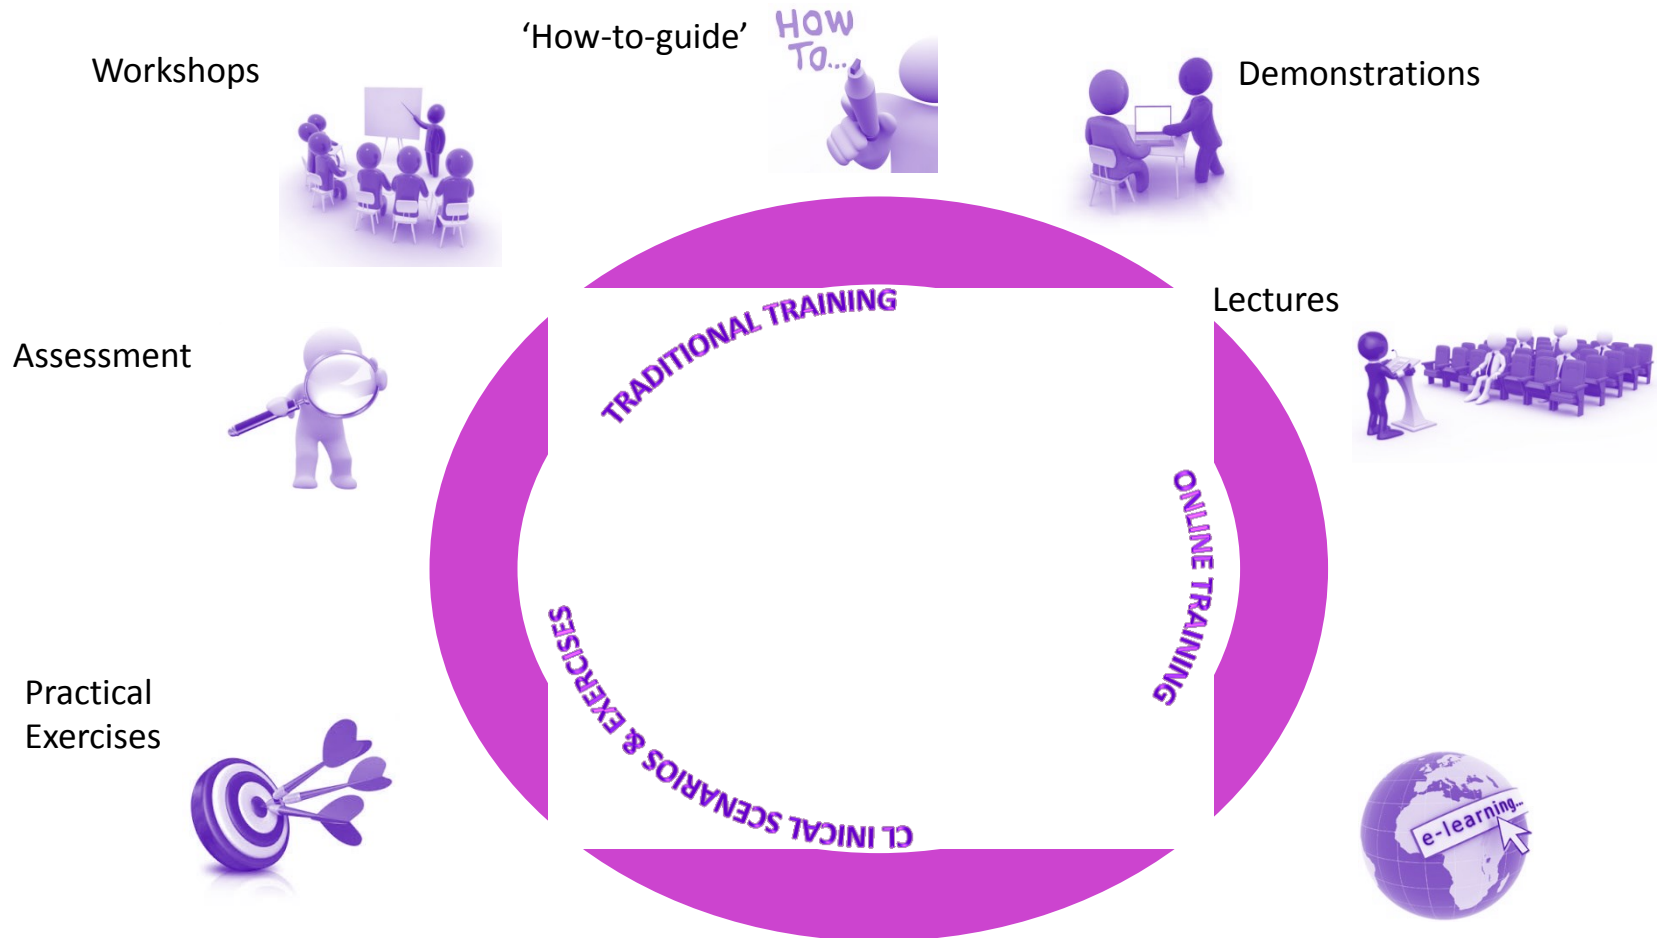 ‘How-to-guide’
HOW
TO...
Workshops
Demonstrations
Lectures
TRADITIONAL TRAINING
Assessment
ONLINE TRAINING
CL INICAL SCENARIOS & EXERCISES
Practical
Exercises
e-learning...